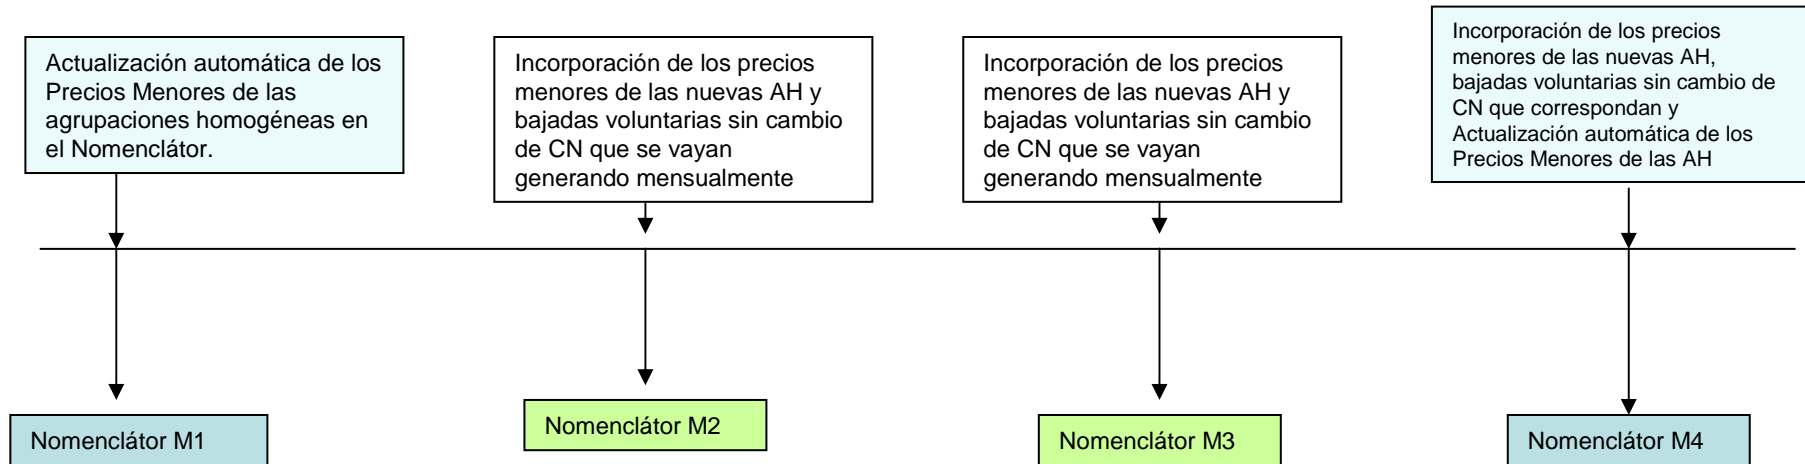 Actualización automática de los
Precios Menores de las
agrupaciones homogéneas en
el Nomenclátor.
Incorporación de los precios
menores de las nuevas AH y
bajadas voluntarias sin cambio
de CN que se vayan
generando mensualmente
Incorporación de los precios
menores de las nuevas AH y
bajadas voluntarias sin cambio
de CN que se vayan
generando mensualmente
Incorporación de los precios
menores de las nuevas AH,
bajadas voluntarias sin cambio de
CN que correspondan y
Actualización automática de los
Precios Menores de las AH
Nomenclátor M1
Nomenclátor M2
Nomenclátor M3
Nomenclátor M4